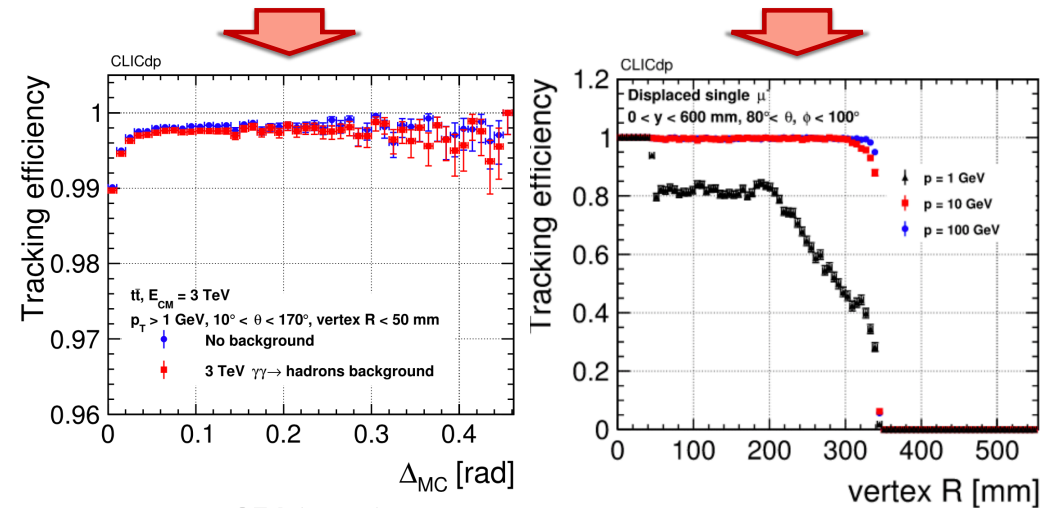 CLICdp
Tracking efficiency
1
0.99
0.98
0.97
0.96
tt̄, E_CM = 3 TeV
p_T > 1 GeV, 10° < θ < 170°, vertex R < 50 mm
No background
3 TeV γγ→ hadrons background
0 0.1 0.2 0.3 0.4
Δ_MC [rad]
CLICdp
Tracking efficiency
1.2
1
0.8
0.6
0.4
0.2
0
Displaced single μ⁻
0 < y < 600 mm, 80°< θ, ϕ < 100°
p = 1 GeV
p = 10 GeV
p = 100 GeV
0 100 200 300 400 500
vertex R [mm]